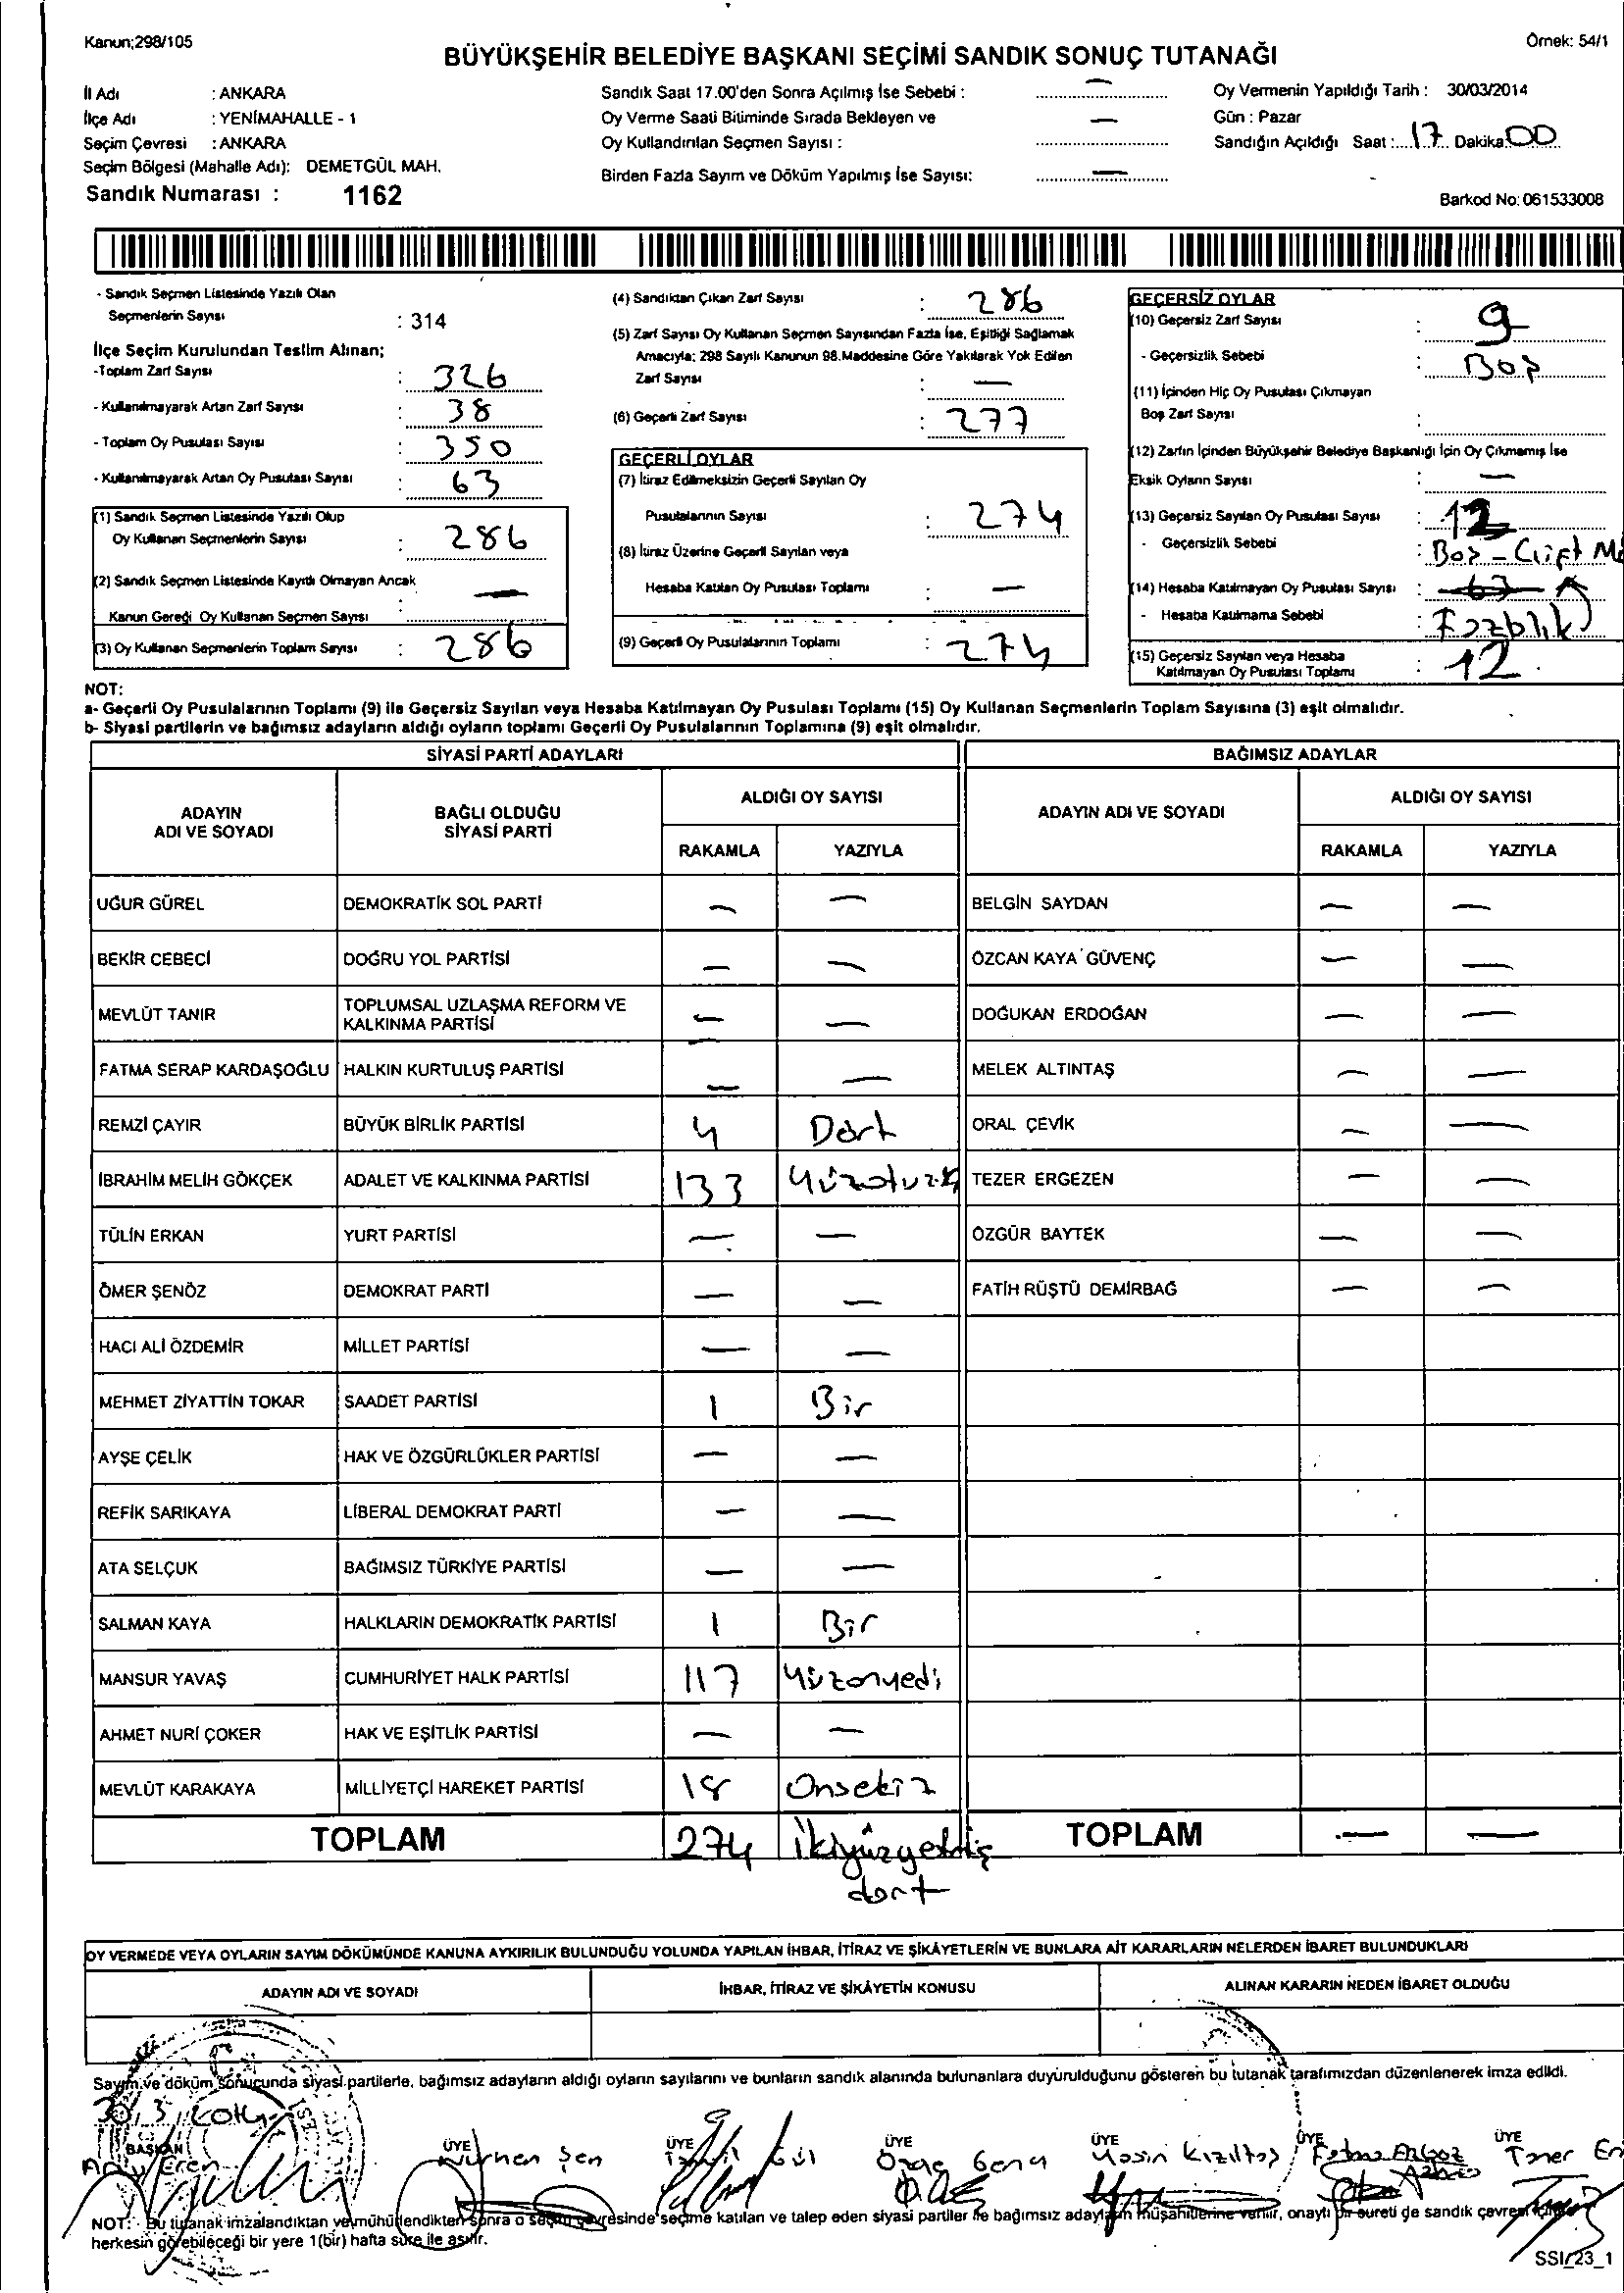 Kanun;298/105
Örnek: 54/1
BÜYÜKŞEHİR BELEDİYE BAŞKANI SEÇİMİ SANDIK SONUÇ TUTANAĞI
İl Adı : ANKARA
İlçe Adı : YENİMAHALLE - 1
Seçim Çevresi : ANKARA
Seçim Bölgesi (Mahalle Adı): DEMETGÜL MAH.
Sandık Numarası : 1162
Sandık Saat 17.00'den Sonra Açılmış İse Sebebi : —
Oy Verme Saati Bitiminde Sırada Bekleyen ve
Oy Kullandırılan Seçmen Sayısı : —
Birden Fazla Sayım ve Döküm Yapılmış İse Sayısı: —
Oy Vermenin Yapıldığı Tarih : 30/03/2014
Gün : Pazar
Sandığın Açıldığı Saat : 17 Dakika: 00
Barkod No: 061533008
- Sandık Seçmen Listesinde Yazılı Olan
Seçmenlerin Sayısı : 314
İlçe Seçim Kurulundan Teslim Alınan;
-Toplam Zarf Sayısı : 326
- Kullanılmayarak Artan Zarf Sayısı : 38
- Toplam Oy Pusulası Sayısı : 350
- Kullanılmayarak Artan Oy Pusulası Sayısı : 63
(1) Sandık Seçmen Listesinde Yazılı Olup
Oy Kullanan Seçmenlerin Sayısı : 286
(2) Sandık Seçmen Listesinde Kayıtlı Olmayan Ancak
Kanun Gereği Oy Kullanan Seçmen Sayısı : —
(3) Oy Kullanan Seçmenlerin Toplam Sayısı : 286
(4) Sandıktan Çıkan Zarf Sayısı : 286
(5) Zarf Sayısı Oy Kullanan Seçmen Sayısından Fazla İse, Eşitliği Sağlamak
Amacıyla; 298 Sayılı Kanunun 98.Maddesine Göre Yakılarak Yok Edilen
Zarf Sayısı : —
(6) Geçerli Zarf Sayısı : 277
GEÇERLİ OYLAR
(7) İtiraz Edilmeksizin Geçerli Sayılan Oy
Pusulalarının Sayısı : 274
(8) İtiraz Üzerine Geçerli Sayılan veya
Hesaba Katılan Oy Pusulası Toplamı : —
(9) Geçerli Oy Pusulalarının Toplamı : 274
GEÇERSİZ OYLAR
(10) Geçersiz Zarf Sayısı : 9
- Geçersizlik Sebebi : Boş
(11) İçinden Hiç Oy Pusulası Çıkmayan
Boş Zarf Sayısı :
(12) Zarfın İçinden Büyükşehir Belediye Başkanlığı İçin Oy Çıkmamış İse
Eksik Oyların Sayısı : —
(13) Geçersiz Sayılan Oy Pusulası Sayısı : 12
- Geçersizlik Sebebi : Boş - Çift
(14) Hesaba Katılmayan Oy Pusulası Sayısı : 63
- Hesaba Katılmama Sebebi : Fazlalık
(15) Geçersiz Sayılan veya Hesaba
Katılmayan Oy Pusulası Toplamı : 12
NOT:
a- Geçerli Oy Pusulalarının Toplamı (9) ile Geçersiz Sayılan veya Hesaba Katılmayan Oy Pusulası Toplamı (15) Oy Kullanan Seçmenlerin Toplam Sayısına (3) eşit olmalıdır.
b- Siyasi partilerin ve bağımsız adayların aldığı oyların toplamı Geçerli Oy Pusulalarının Toplamına (9) eşit olmalıdır.
SİYASİ PARTİ ADAYLARI BAĞIMSIZ ADAYLAR
ADAYIN ADI VE SOYADI BAĞLI OLDUĞU SİYASİ PARTİ ALDIĞI OY SAYISI ADAYIN ADI VE SOYADI ALDIĞI OY SAYISI
RAKAMLA YAZIYLA RAKAMLA YAZIYLA
UĞUR GÜREL DEMOKRATİK SOL PARTİ — — BELGİN SAYDAN — —
BEKİR CEBECİ DOĞRU YOL PARTİSİ — — ÖZCAN KAYA GÜVENÇ — —
MEVLÜT TANIR TOPLUMSAL UZLAŞMA REFORM VE KALKINMA PARTİSİ — — DOĞUKAN ERDOĞAN — —
FATMA SERAP KARDAŞOĞLU HALKIN KURTULUŞ PARTİSİ — — MELEK ALTINTAŞ — —
REMZİ ÇAYIR BÜYÜK BİRLİK PARTİSİ 4 Dört ORAL ÇEVİK — —
İBRAHİM MELİH GÖKÇEK ADALET VE KALKINMA PARTİSİ 133 TEZER ERGEZEN — —
TÜLİN ERKAN YURT PARTİSİ — — ÖZGÜR BAYTEK — —
ÖMER ŞENÖZ DEMOKRAT PARTİ — — FATİH RÜŞTÜ DEMİRBAĞ — —
HACI ALİ ÖZDEMİR MİLLET PARTİSİ — —
MEHMET ZİYATTİN TOKAR SAADET PARTİSİ 1 Bir
AYŞE ÇELİK HAK VE ÖZGÜRLÜKLER PARTİSİ — —
REFİK SARIKAYA LİBERAL DEMOKRAT PARTİ — —
ATA SELÇUK BAĞIMSIZ TÜRKİYE PARTİSİ — —
SALMAN KAYA HALKLARIN DEMOKRATİK PARTİSİ 1 Bir
MANSUR YAVAŞ CUMHURİYET HALK PARTİSİ 117 Yüzonyedi
AHMET NURİ ÇOKER HAK VE EŞİTLİK PARTİSİ — —
MEVLÜT KARAKAYA MİLLİYETÇİ HAREKET PARTİSİ 18 Onsekiz
TOPLAM 274 İkiyüzyetmiş dört TOPLAM — —
OY VERMEDE VEYA OYLARIN SAYIM DÖKÜMÜNDE KANUNA AYKIRILIK BULUNDUĞU YOLUNDA YAPILAN İHBAR, İTİRAZ VE ŞİKÂYETLERİN VE BUNLARA AİT KARARLARIN NELERDEN İBARET BULUNDUKLARI
ADAYIN ADI VE SOYADI İHBAR, İTİRAZ VE ŞİKÂYETİN KONUSU ALINAN KARARIN NEDEN İBARET OLDUĞU
Sayım ve döküm sonucunda siyasi partilerle, bağımsız adayların aldığı oyların sayılarını ve bunların sandık alanında bulunanlara duyurulduğunu gösteren bu tutanak tarafımızdan düzenlenerek imza edildi.
30/3/2014
BAŞKAN ÜYE ÜYE ÜYE ÜYE ÜYE ÜYE
Eren Nurhan Şen Gül Yasin Kızıltaş Fatma Taner
NOT: Bu tutanak imzalandıktan ve mühürlendikten sonra o seçim çevresinde seçime katılan ve talep eden siyasi partiler ile bağımsız adayların müşahitlerine verilir, onaylı bir sureti de sandık çevresi içinde
herkesin görebileceği bir yere 1(bir) hafta süre ile asılır.
SSI_23_1